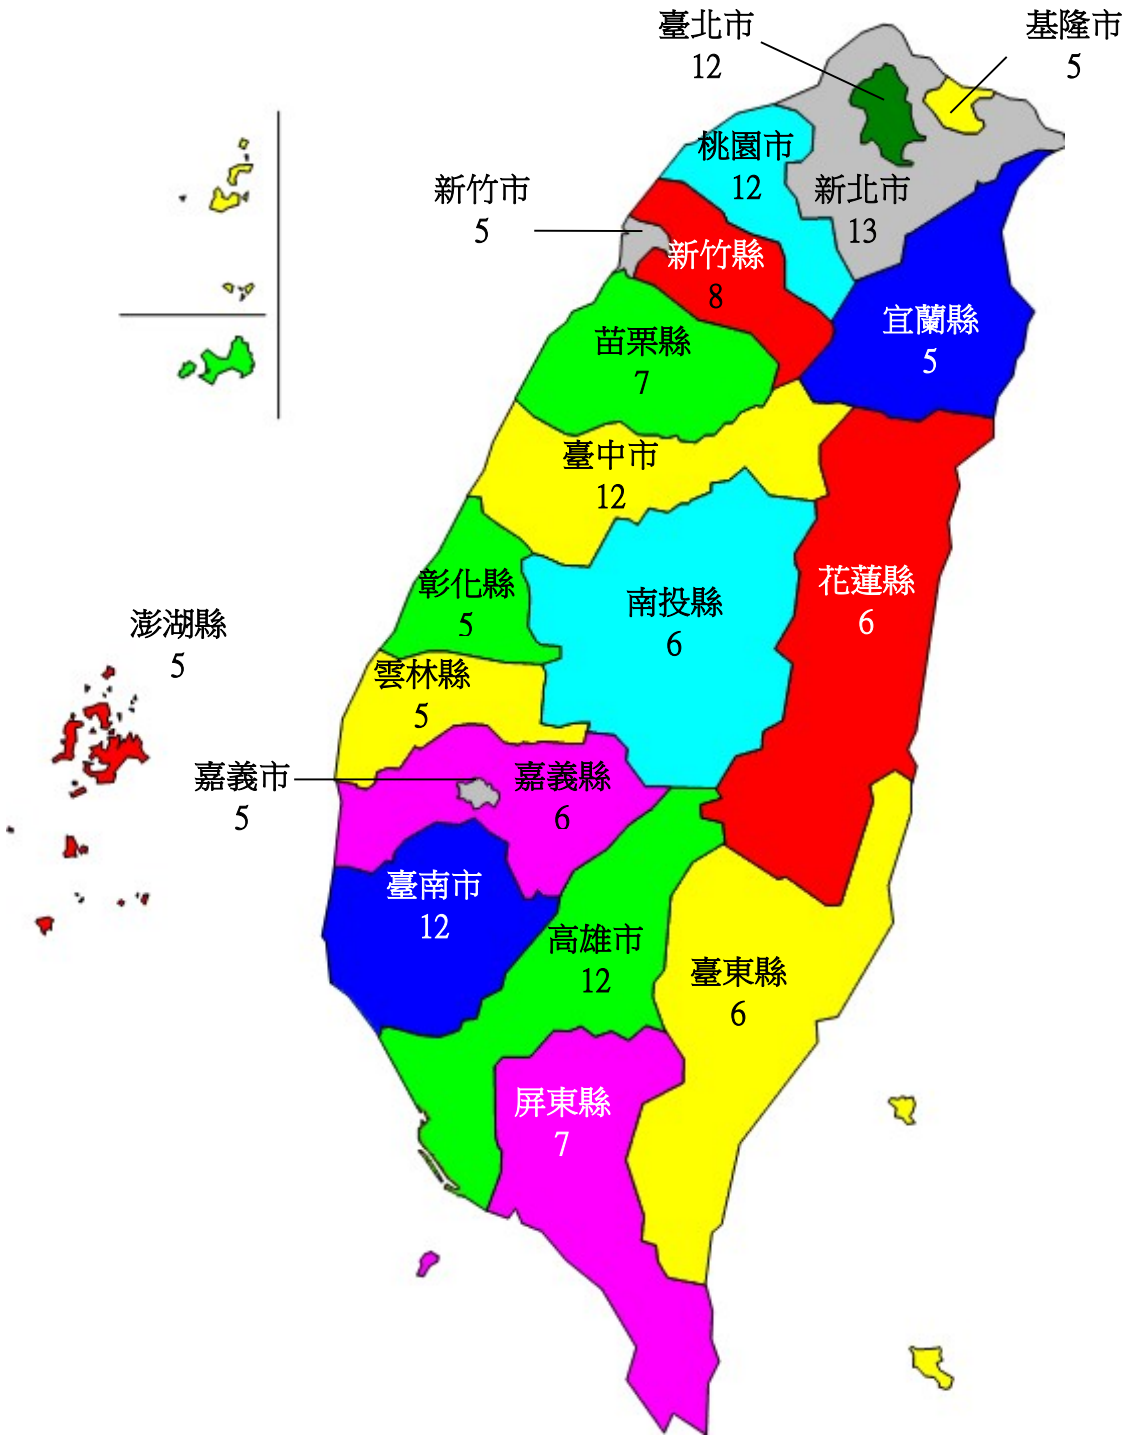 臺北市
12
基隆市
5
桃園市
12
新竹市
5
新北市
13
新竹縣
8
宜蘭縣
5
苗栗縣
7
臺中市
12
彰化縣
5
南投縣
6
花蓮縣
6
澎湖縣
5
雲林縣
5
嘉義市
5
嘉義縣
6
臺南市
12
高雄市
12
臺東縣
6
屏東縣
7